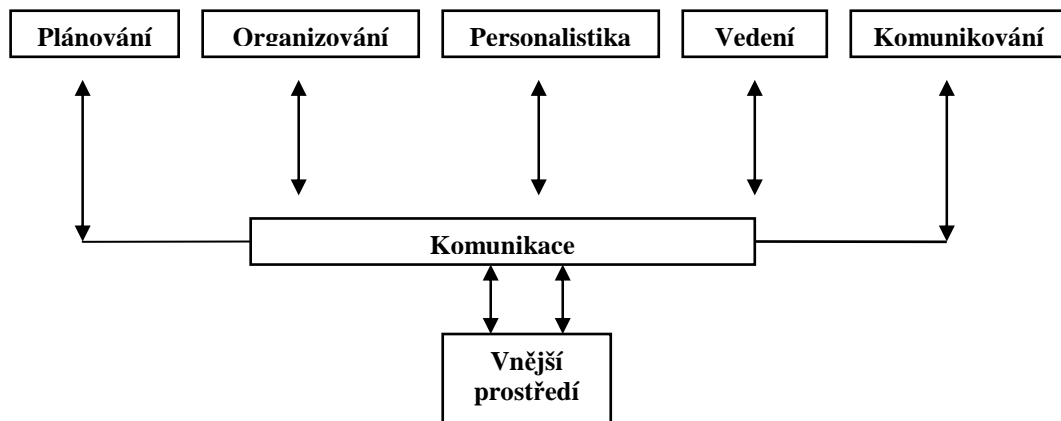 Plánování
Organizování
Personalistika
Vedení
Komunikování
Komunikace
Vnější
prostředí